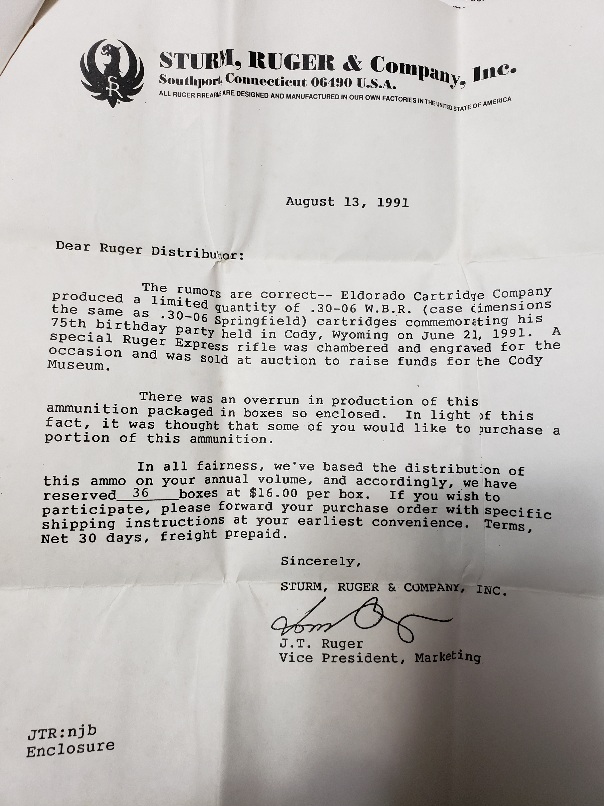 STURM, RUGER & Company, Inc.
Southport, Connecticut 06490 U.S.A.
ALL RUGER FIREARMS ARE DESIGNED AND MANUFACTURED IN OUR OWN FACTORIES IN THE UNITED STATE OF AMERICA
August 13, 1991
Dear Ruger Distributor:
The rumors are correct-- Eldorado Cartridge Company
produced a limited quantity of .30-06 W.B.R. (case dimensions
the same as .30-06 Springfield) cartridges commemorating his
75th birthday party held in Cody, Wyoming on June 21, 1991. A
special Ruger Express rifle was chambered and engraved for the
occasion and was sold at auction to raise funds for the Cody
Museum.
There was an overrun in production of this
ammunition packaged in boxes so enclosed. In light of this
fact, it was thought that some of you would like to purchase a
portion of this ammunition.
In all fairness, we've based the distribution of
this ammo on your annual volume, and accordingly, we have
reserved 36 boxes at $16.00 per box. If you wish to
participate, please forward your purchase order with specific
shipping instructions at your earliest convenience. Terms,
Net 30 days, freight prepaid.
Sincerely,
STURM, RUGER & COMPANY, INC.
J.T. Ruger
Vice President, Marketing
JTR:njb
Enclosure